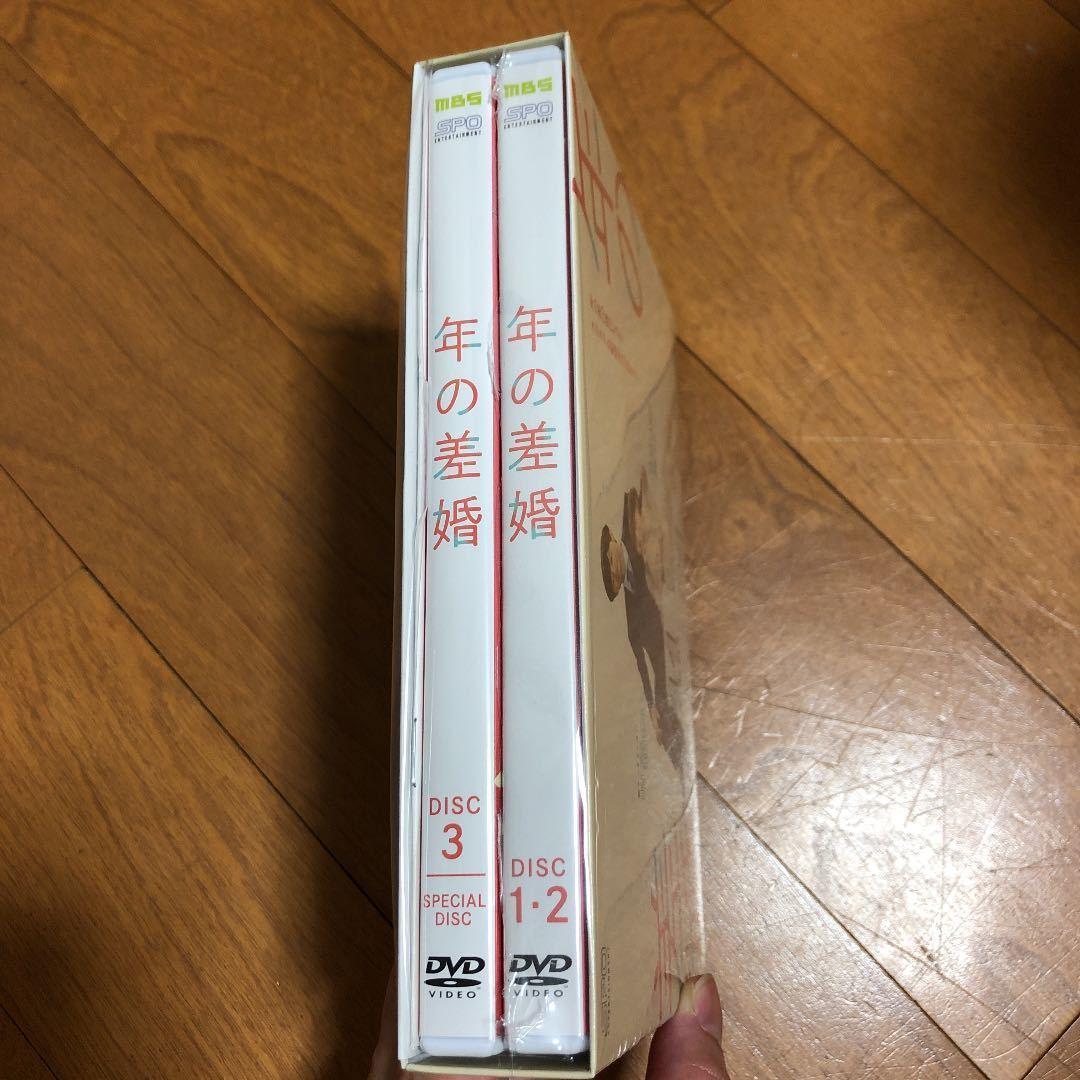 MBS
SPO
ENTERTAINMENT
年の差婚
DISC
3
SPECIAL
DISC
DVD
VIDEO
MBS
SPO
ENTERTAINMENT
年の差婚
DISC
1・2
DVD
VIDEO